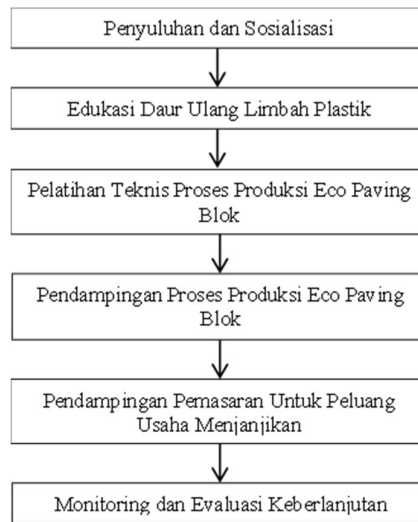 Penyuluhan dan Sosialisasi
Edukasi Daur Ulang Limbah Plastik
Pelatihan Teknis Proses Produksi Eco Paving
Blok
Pendampingan Proses Produksi Eco Paving
Blok
Pendampingan Pemasaran Untuk Peluang
Usaha Menjanjikan
Monitoring dan Evaluasi Keberlanjutan